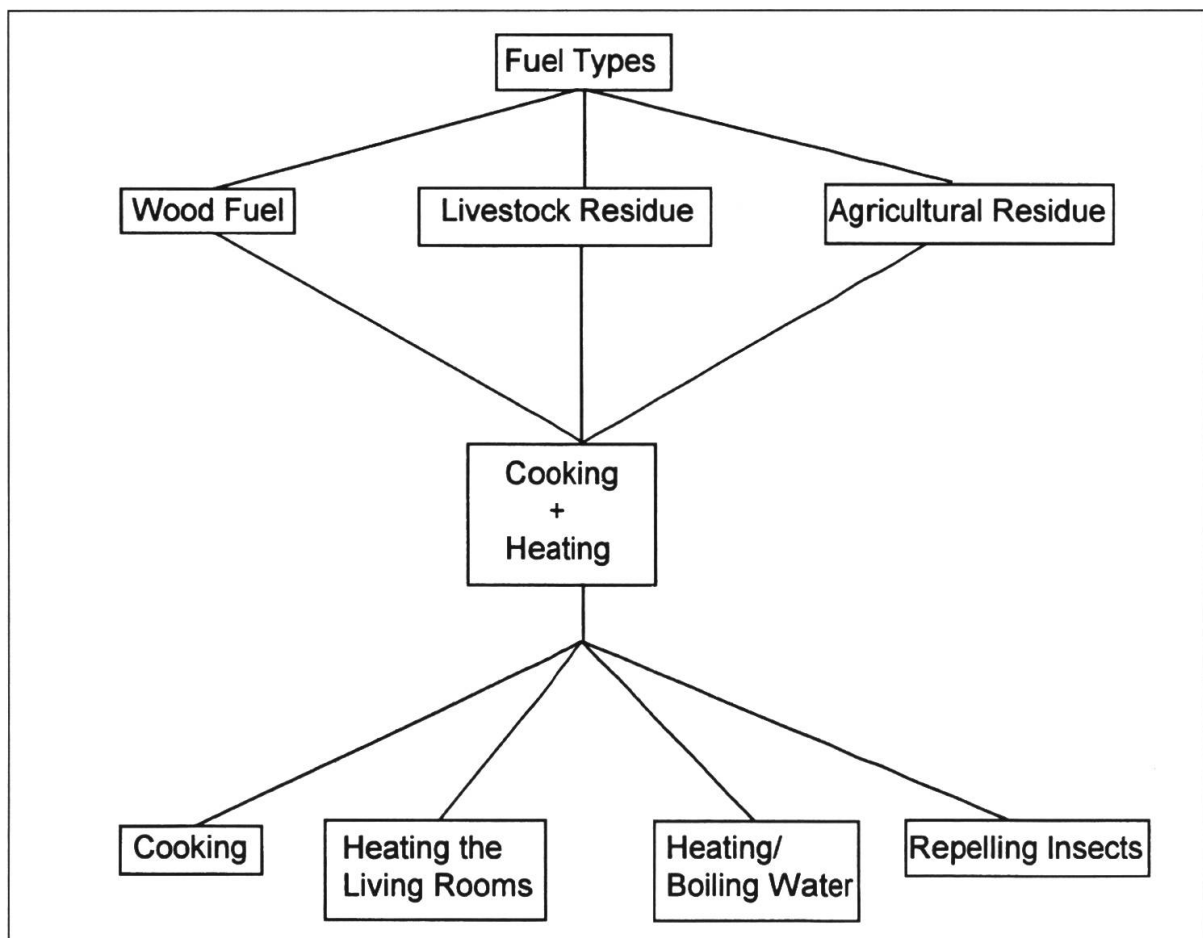 Fuel Types
Wood Fuel
Livestock Residue
Agricultural Residue
Cooking
+
Heating
Cooking
Heating the
Living Rooms
Heating/
Boiling Water
Repelling Insects